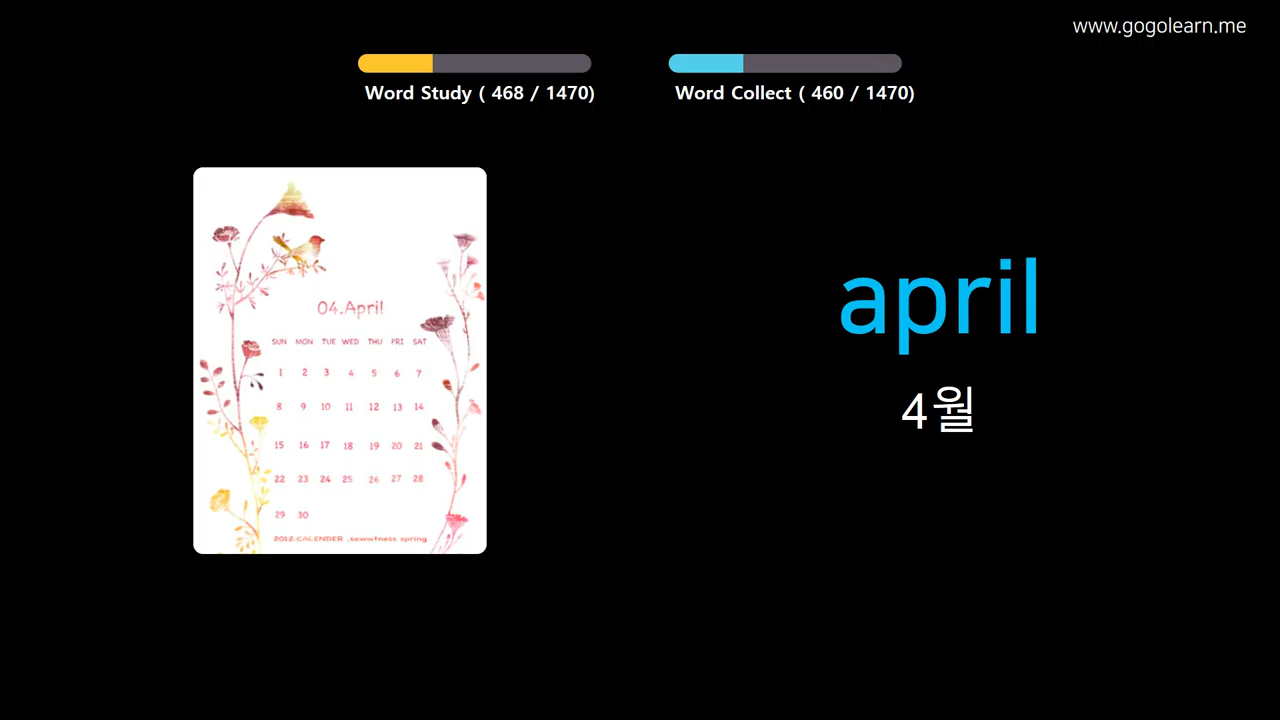 www.gogolearn.me
Word Study ( 468 / 1470)
Word Collect ( 460 / 1470)
04.April
SUN MON TUE WED THU FRI SAT
1 2 3 4 5 6 7
8 9 10 11 12 13 14
15 16 17 18 19 20 21
22 23 24 25 26 27 28
29 30
2012.CALENDER .sewwtness spring
april
4월